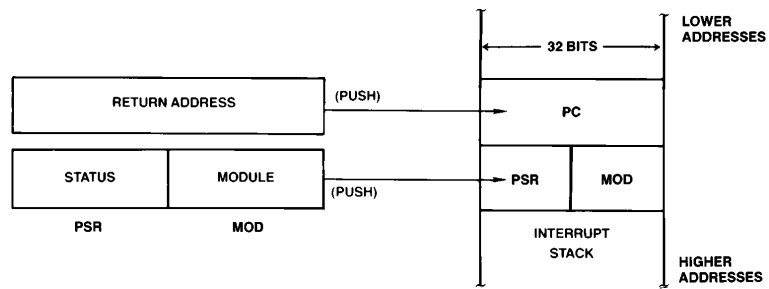 LOWER
ADDRESSES
32 BITS
RETURN ADDRESS
(PUSH)
PC
STATUS
MODULE
(PUSH)
PSR
MOD
PSR
MOD
INTERRUPT
STACK
HIGHER
ADDRESSES